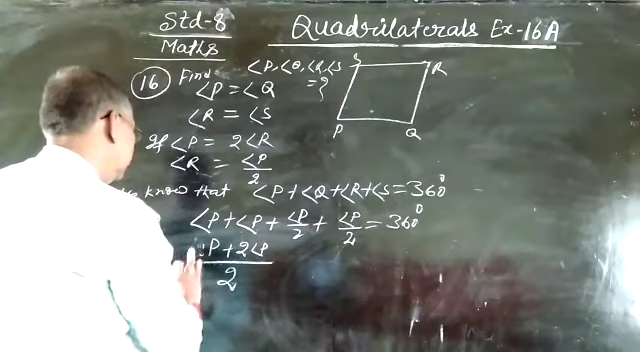 Std-8
Maths
Quadrilaterals Ex-16A
16 Find ∠P, ∠Q, ∠R, ∠S = ?
∠P = ∠Q
∠R = ∠S
If ∠P = 2∠R
∠R = ∠P/2
know that ∠P + ∠Q + ∠R + ∠S = 360°
∠P + ∠P + ∠P/2 + ∠P/2 = 360°
P + 2∠P
2
S R
P Q